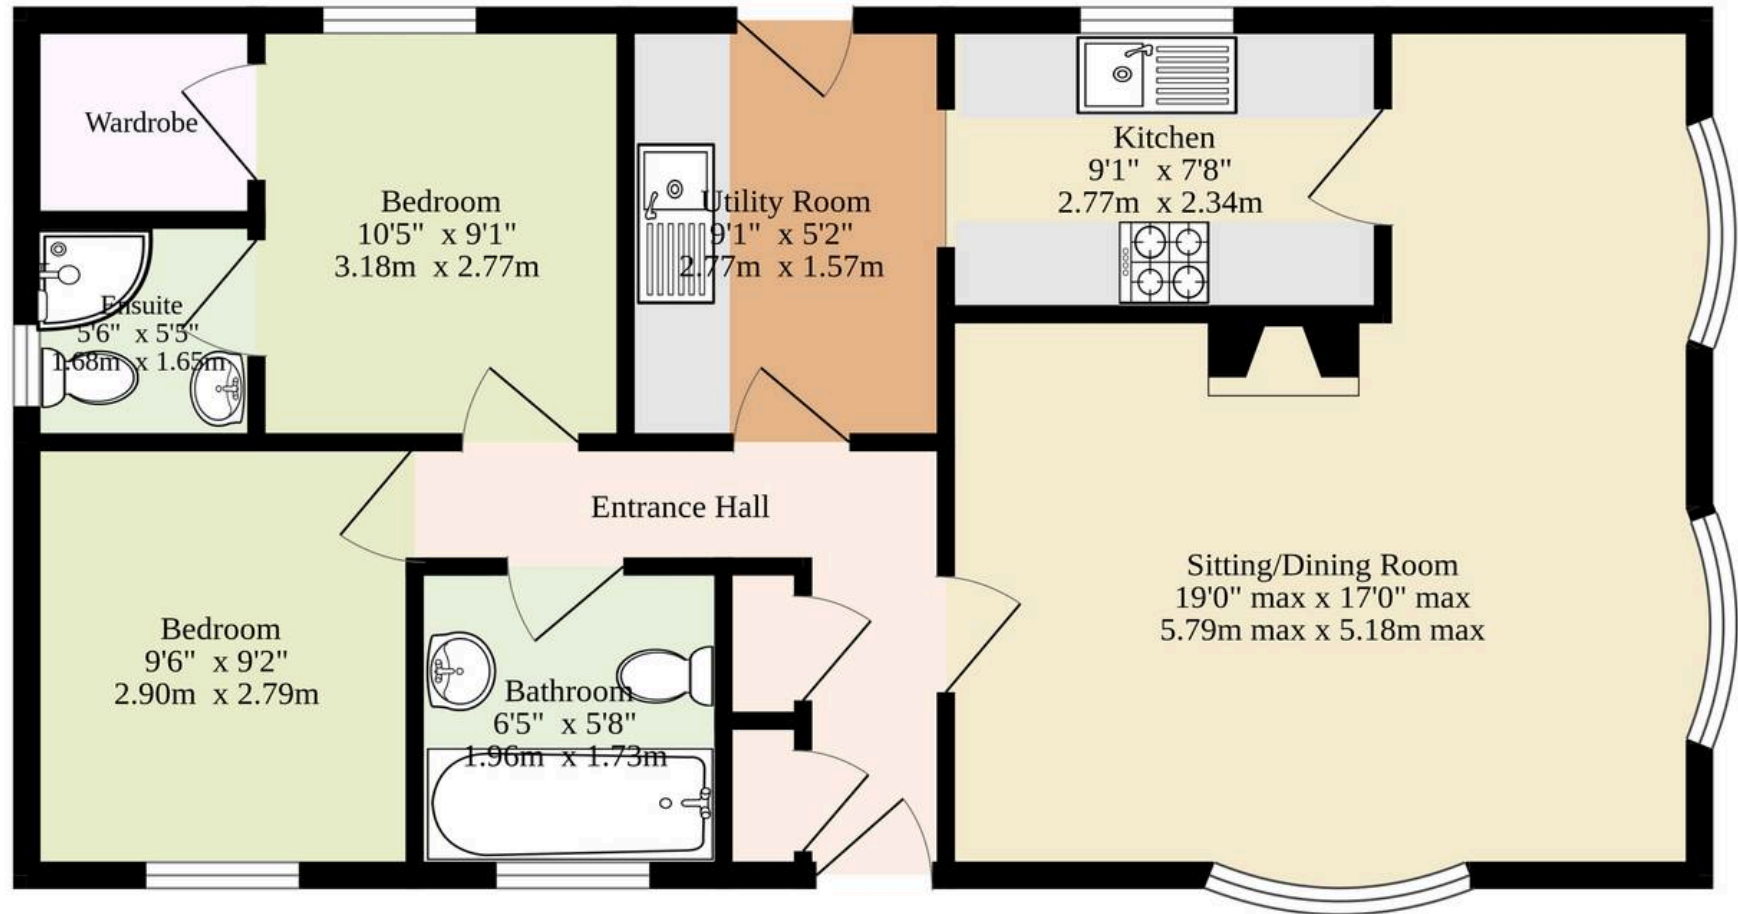 Wardrobe
Bedroom
10'5" x 9'1"
3.18m x 2.77m
Utility Room
9'1" x 5'2"
2.77m x 1.57m
Kitchen
9'1" x 7'8"
2.77m x 2.34m
Ensuite
5'6" x 5'5"
1.68m x 1.65m
Entrance Hall
Bedroom
9'6" x 9'2"
2.90m x 2.79m
Bathroom
6'5" x 5'8"
1.96m x 1.73m
Sitting/Dining Room
19'0" max x 17'0" max
5.79m max x 5.18m max